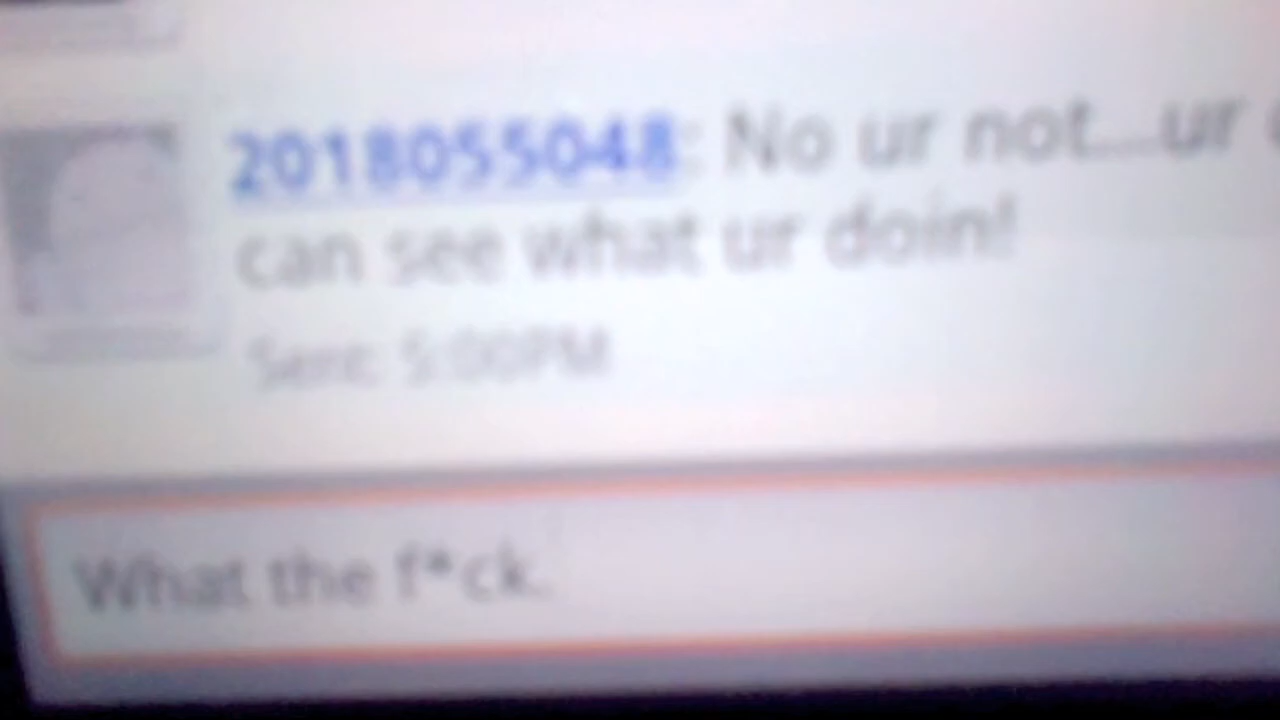 2018055048: No ur not...ur
can see what ur doin!
Sent: 5:00PM
What the f*ck.